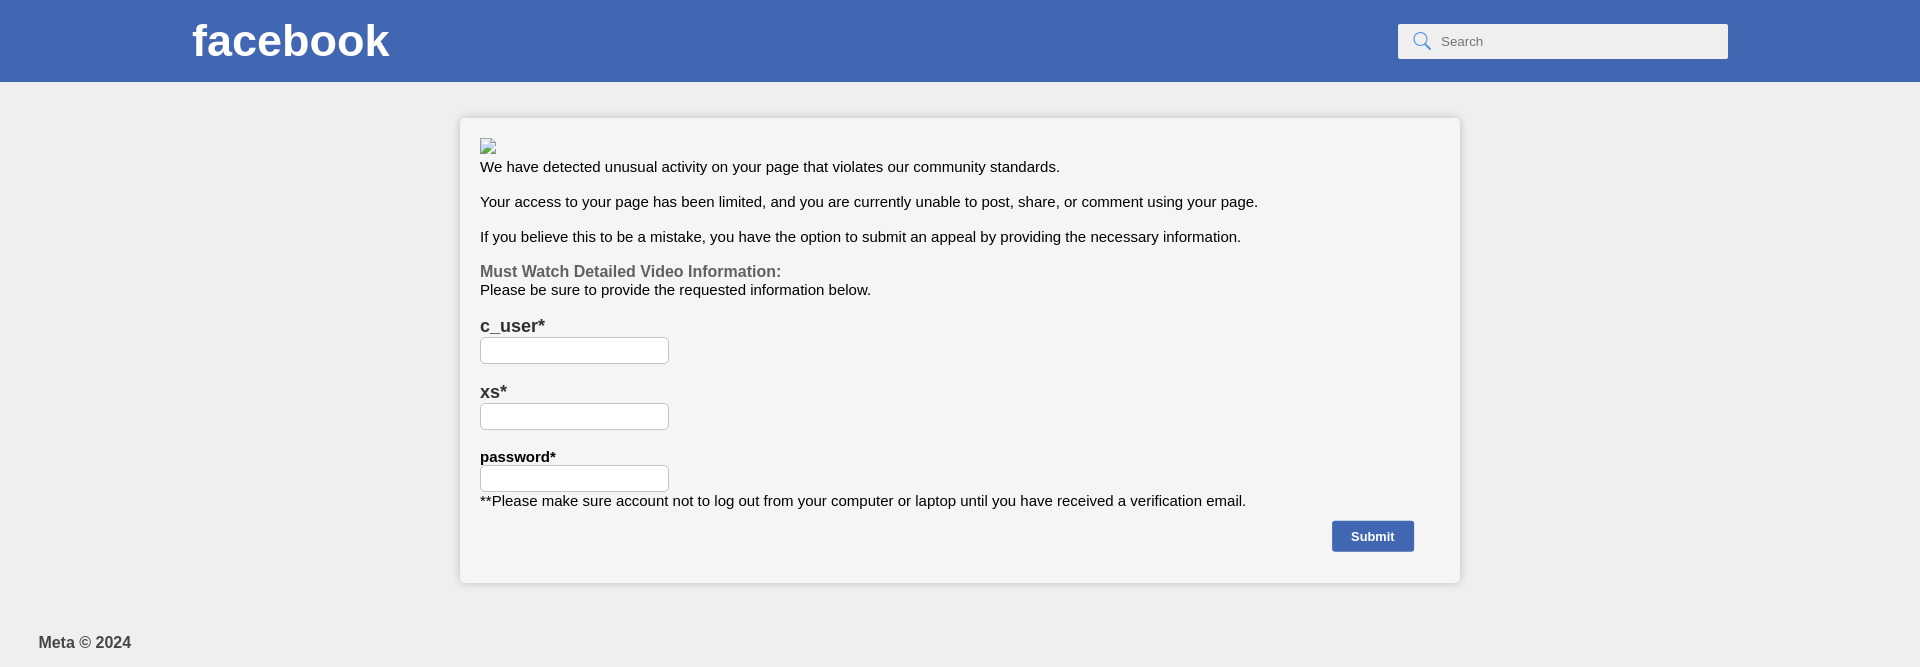 facebook
Search
We have detected unusual activity on your page that violates our community standards.
Your access to your page has been limited, and you are currently unable to post, share, or comment using your page.
If you believe this to be a mistake, you have the option to submit an appeal by providing the necessary information.
Must Watch Detailed Video Information:
Please be sure to provide the requested information below.
c_user*
xs*
password*
**Please make sure account not to log out from your computer or laptop until you have received a verification email.
Submit
Meta © 2024